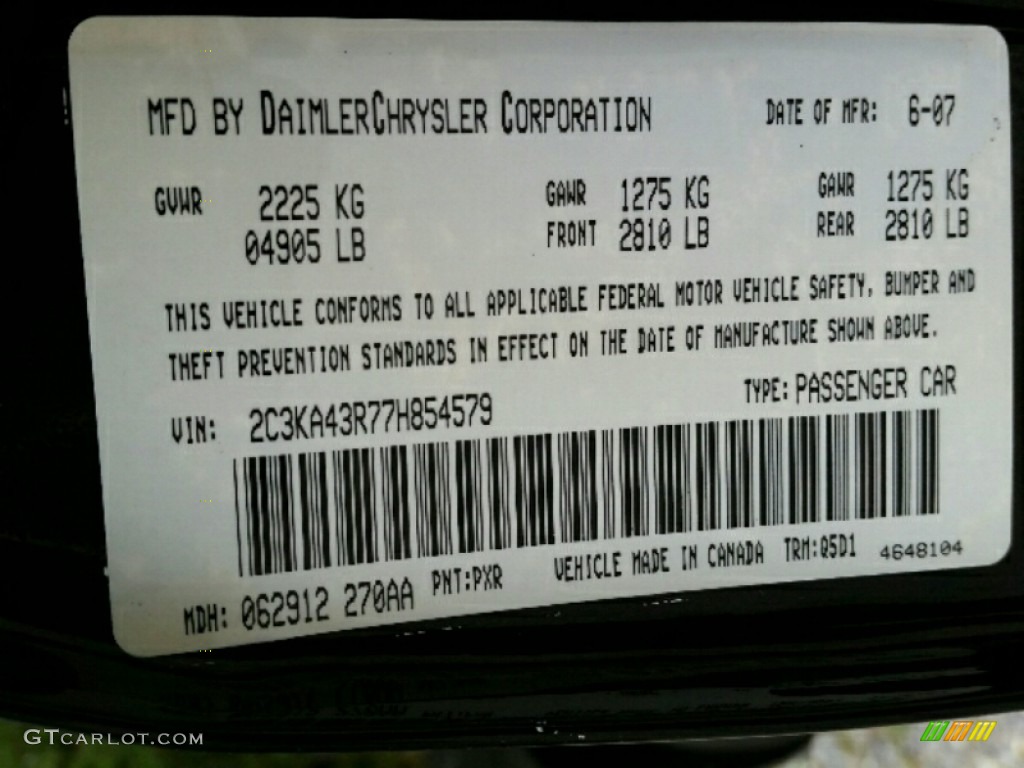 MFD BY DAIMLERCHRYSLER CORPORATION DATE OF MFR: 6-07
GVWR 2225 KG GAWR 1275 KG GAWR 1275 KG
04905 LB FRONT 2810 LB REAR 2810 LB
THIS VEHICLE CONFORMS TO ALL APPLICABLE FEDERAL MOTOR VEHICLE SAFETY, BUMPER AND
THEFT PREVENTION STANDARDS IN EFFECT ON THE DATE OF MANUFACTURE SHOWN ABOVE.
VIN: 2C3KA43R77H854579 TYPE: PASSENGER CAR
MDH: 062912 270AA PNT:PXR VEHICLE MADE IN CANADA TRM:Q5D1 4648104
GTCARLOT.COM